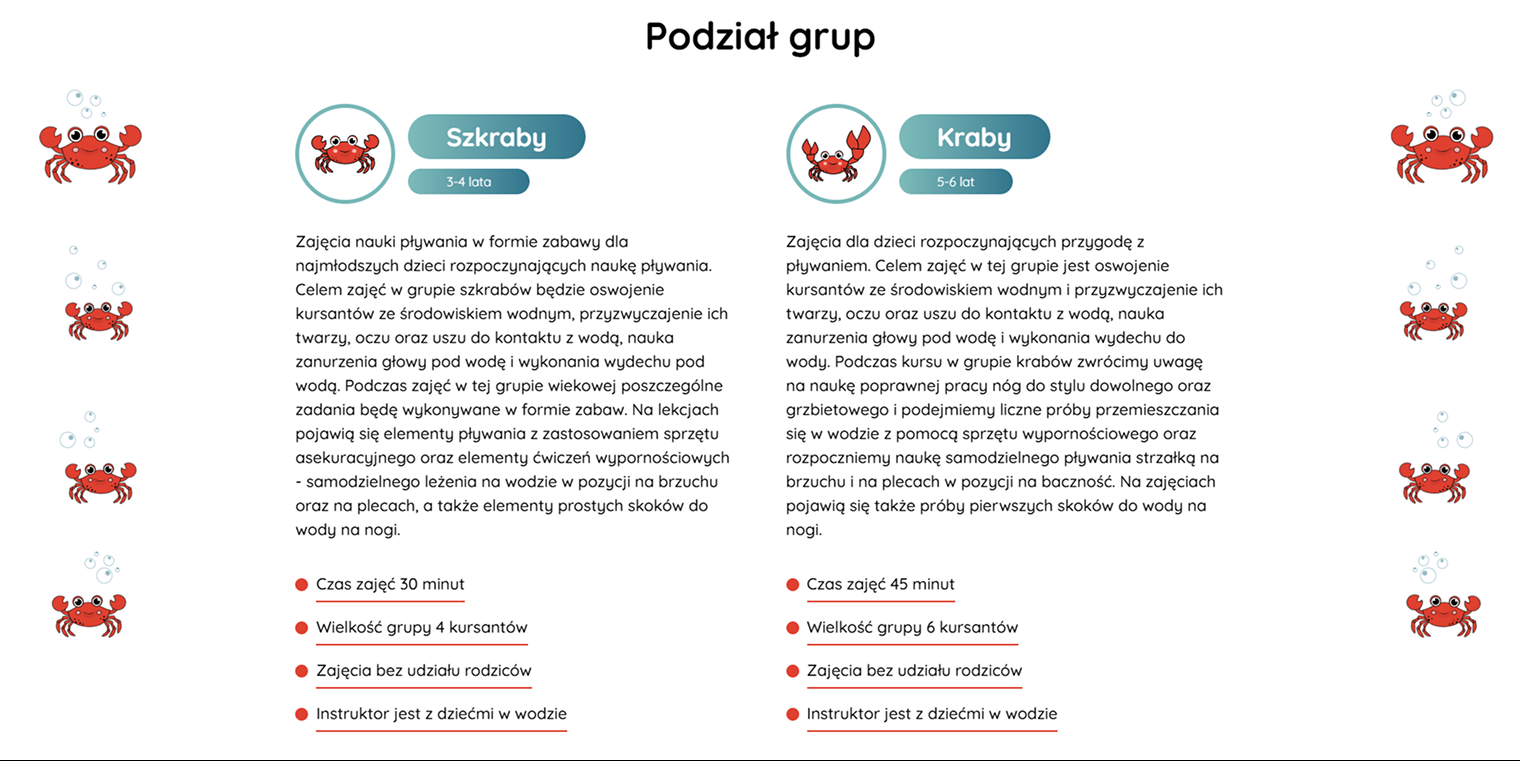 Podział grup
Szkraby
3-4 lata
Zajęcia nauki pływania w formie zabawy dla
najmłodszych dzieci rozpoczynających naukę pływania.
Celem zajęć w grupie szkrabów będzie oswojenie
kursantów ze środowiskiem wodnym, przyzwyczajenie ich
twarzy, oczu oraz uszu do kontaktu z wodą, nauka
zanurzenia głowy pod wodę i wykonania wydechu pod
wodą. Podczas zajęć w tej grupie wiekowej poszczególne
zadania będę wykonywane w formie zabaw. Na lekcjach
pojawią się elementy pływania z zastosowaniem sprzętu
asekuracyjnego oraz elementy ćwiczeń wypornościowych
- samodzielnego leżenia na wodzie w pozycji na brzuchu
oraz na plecach, a także elementy prostych skoków do
wody na nogi.
Czas zajęć 30 minut
Wielkość grupy 4 kursantów
Zajęcia bez udziału rodziców
Instruktor jest z dziećmi w wodzie
Kraby
5-6 lat
Zajęcia dla dzieci rozpoczynających przygodę z
pływaniem. Celem zajęć w tej grupie jest oswojenie
kursantów ze środowiskiem wodnym i przyzwyczajenie ich
twarzy, oczu oraz uszu do kontaktu z wodą, nauka
zanurzenia głowy pod wodę i wykonania wydechu do
wody. Podczas kursu w grupie krabów zwrócimy uwagę
na naukę poprawnej pracy nóg do stylu dowolnego oraz
grzbietowego i podejmiemy liczne próby przemieszczania
się w wodzie z pomocą sprzętu wypornościowego oraz
rozpoczniemy naukę samodzielnego pływania strzałką na
brzuchu i na plecach w pozycji na baczność. Na zajęciach
pojawią się także próby pierwszych skoków do wody na
nogi.
Czas zajęć 45 minut
Wielkość grupy 6 kursantów
Zajęcia bez udziału rodziców
Instruktor jest z dziećmi w wodzie